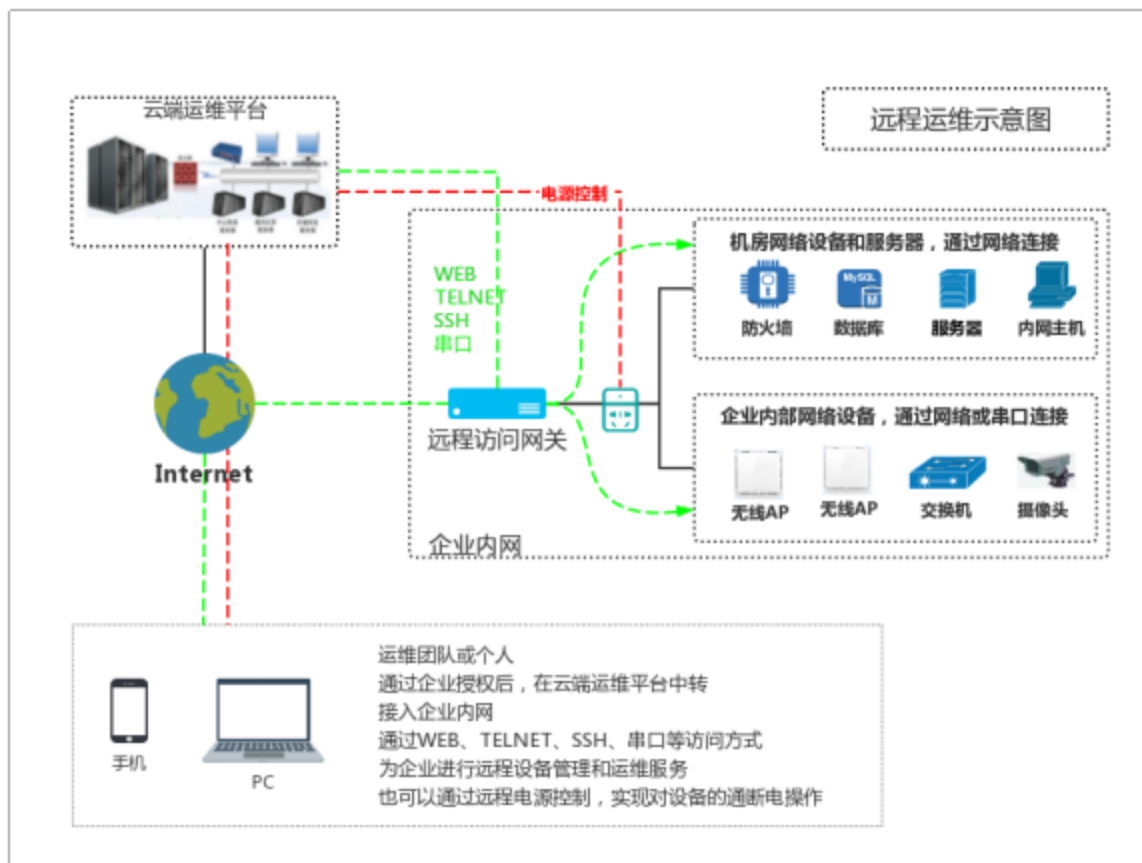 云端运维平台
远程运维示意图
电源控制
机房网络设备和服务器，通过网络连接
MySQL
M
防火墙
数据库
服务器
内网主机
WEB
TELNET
SSH
串口
远程访问网关
企业内部网络设备，通过网络或串口连接
无线AP
无线AP
交换机
摄像头
Internet
企业内网
运维团队或个人
通过企业授权后，在云端运维平台中转
接入企业内网
通过WEB、TELNET、SSH、串口等访问方式
为企业进行远程设备管理和运维服务
也可以通过远程电源控制，实现对设备的通断电操作
手机
PC